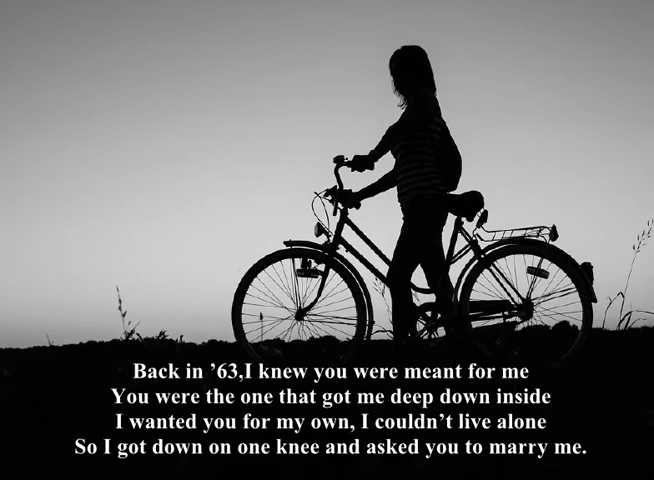 Back in ’63,I knew you were meant for me
You were the one that got me deep down inside
I wanted you for my own, I couldn’t live alone
So I got down on one knee and asked you to marry me.